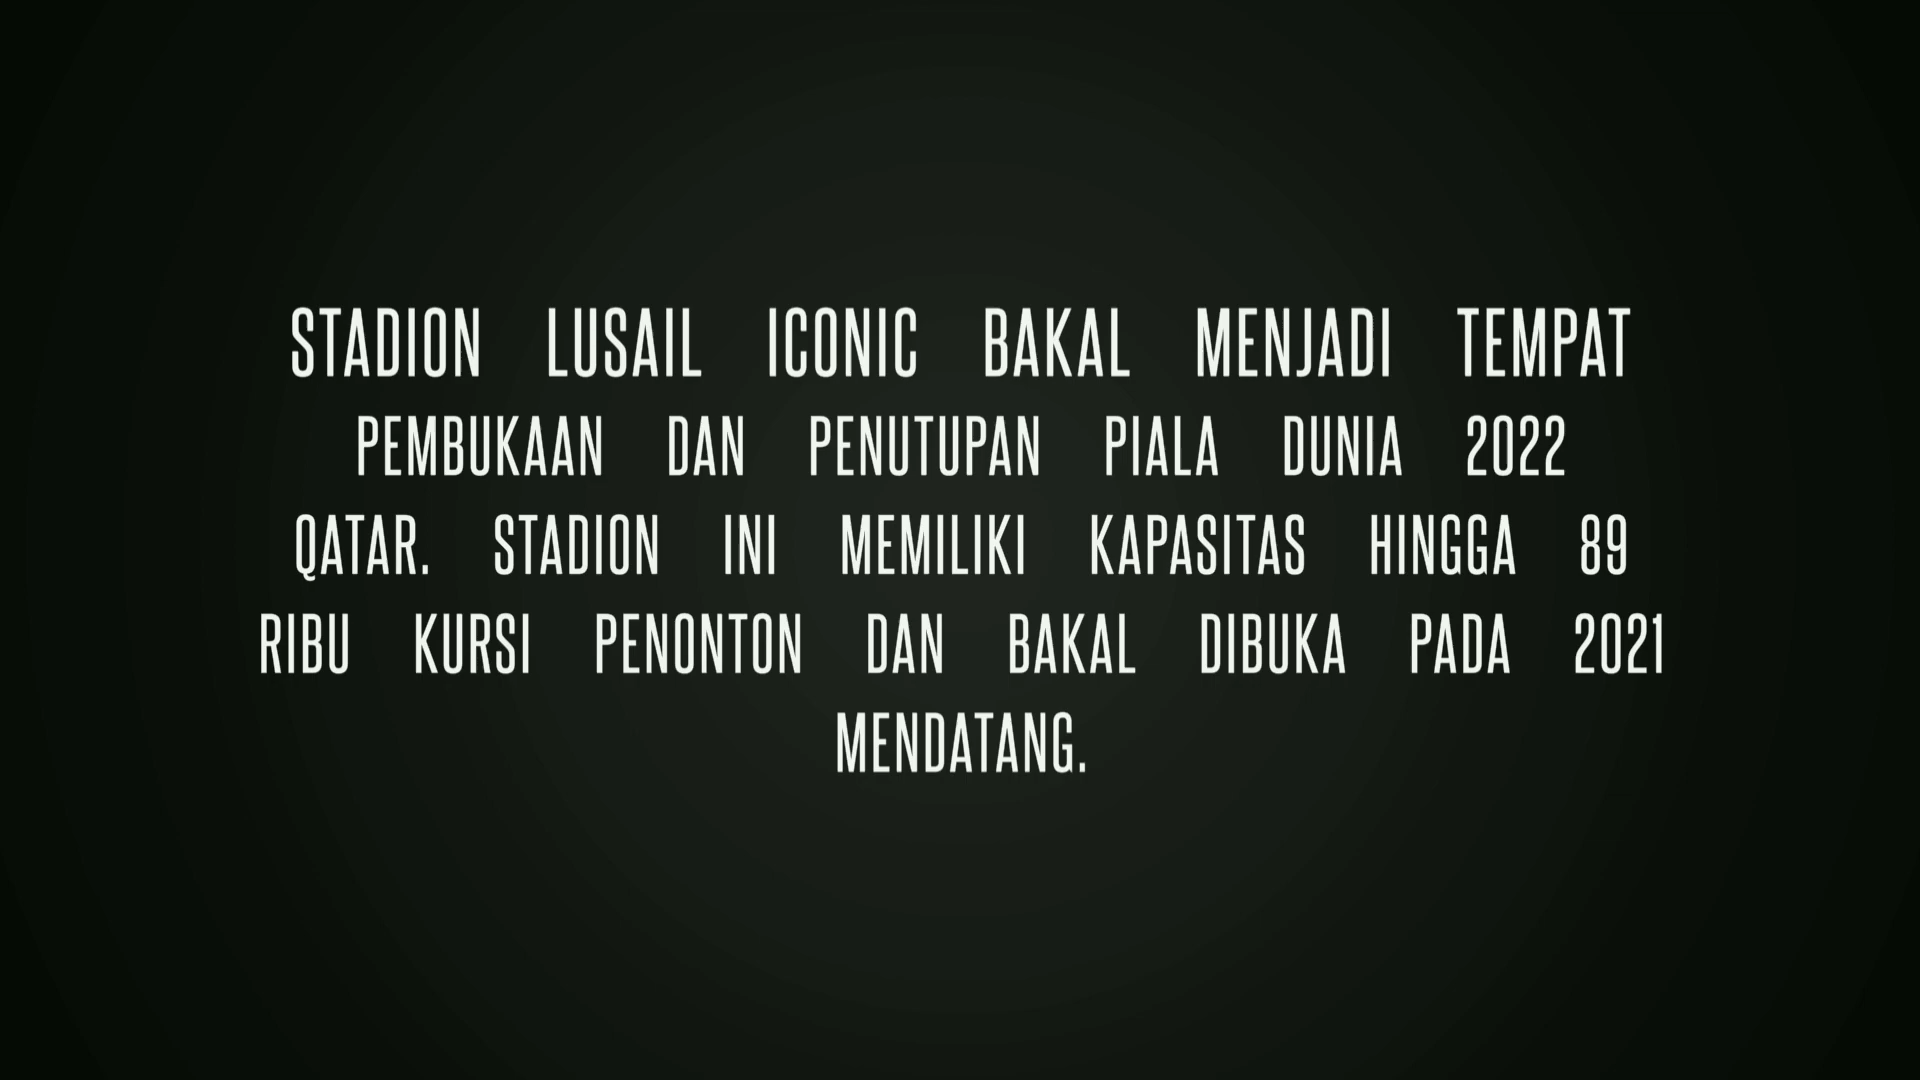 STADION LUSAIL ICONIC BAKAL MENJADI TEMPAT
PEMBUKAAN DAN PENUTUPAN PIALA DUNIA 2022
QATAR. STADION INI MEMILIKI KAPASITAS HINGGA 89
RIBU KURSI PENONTON DAN BAKAL DIBUKA PADA 2021
MENDATANG.